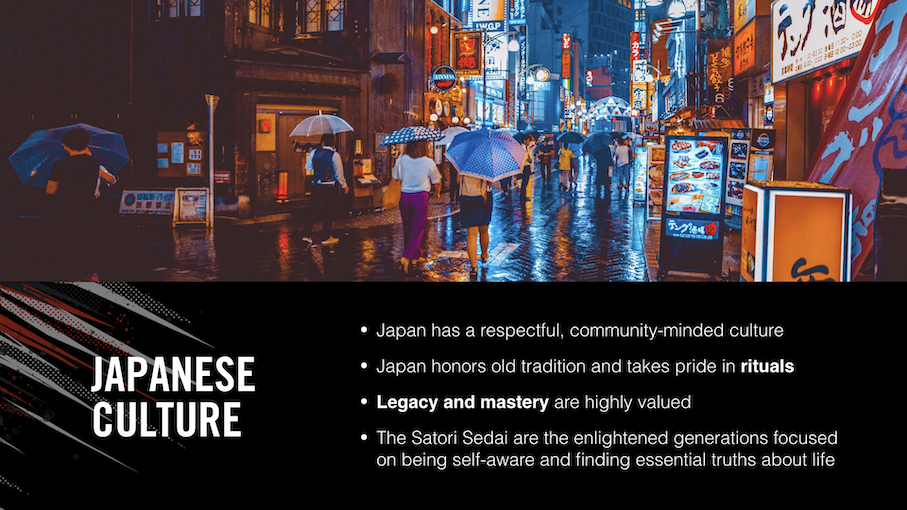 IWGP
GUINNESS
JAPANESE
CULTURE
• Japan has a respectful, community-minded culture
• Japan honors old tradition and takes pride in rituals
• Legacy and mastery are highly valued
• The Satori Sedai are the enlightened generations focused
on being self-aware and finding essential truths about life